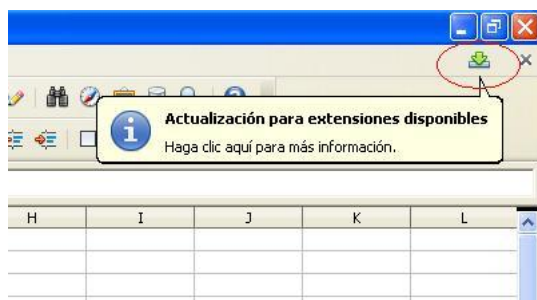 Actualización para extensiones disponibles
Haga clic aquí para más información.
H I J K L